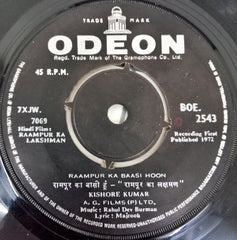 TRADE MARK
ODEON
Regd. Trade Mark of The Gramophone Co. Ltd.
45 R.P.M.
7XJW. 7069
BOE. 2543
Hindi Film: RAAMPUR KA LAKSHMAN
Recording First Published 1972
RAAMPUR KA BAASI HOON
रामपुर का वासी हूँ - "रामपुर का लक्ष्मण"
KISHORE KUMAR
A. G. FILMS (P) LTD.
Music: Rahul Dev Burman
Lyric: Majrooh